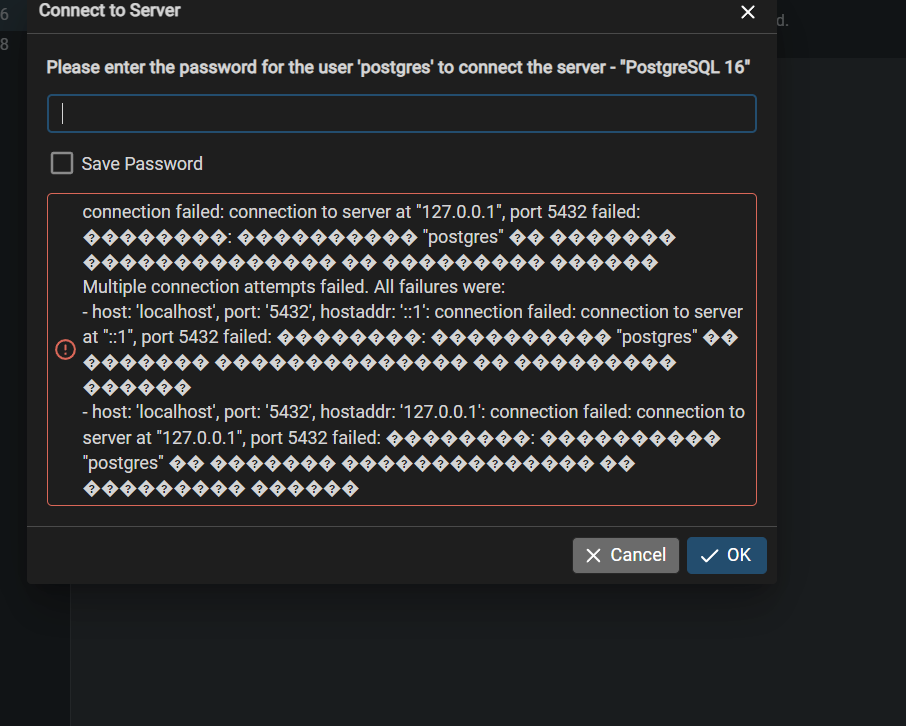 6
d.
8
Connect to Server
Please enter the password for the user 'postgres' to connect the server - "PostgreSQL 16"
Save Password
connection failed: connection to server at "127.0.0.1", port 5432 failed:
��������: ���������� "postgres" �� �������
�������������� �� ��������� ������
Multiple connection attempts failed. All failures were:
- host: 'localhost', port: '5432', hostaddr: '::1': connection failed: connection to server
at "::1", port 5432 failed: ��������: ���������� "postgres" ��
������� �������������� �� ���������
������
- host: 'localhost', port: '5432', hostaddr: '127.0.0.1': connection failed: connection to
server at "127.0.0.1", port 5432 failed: ��������: ����������
"postgres" �� ������� �������������� ��
��������� ������
Cancel
OK